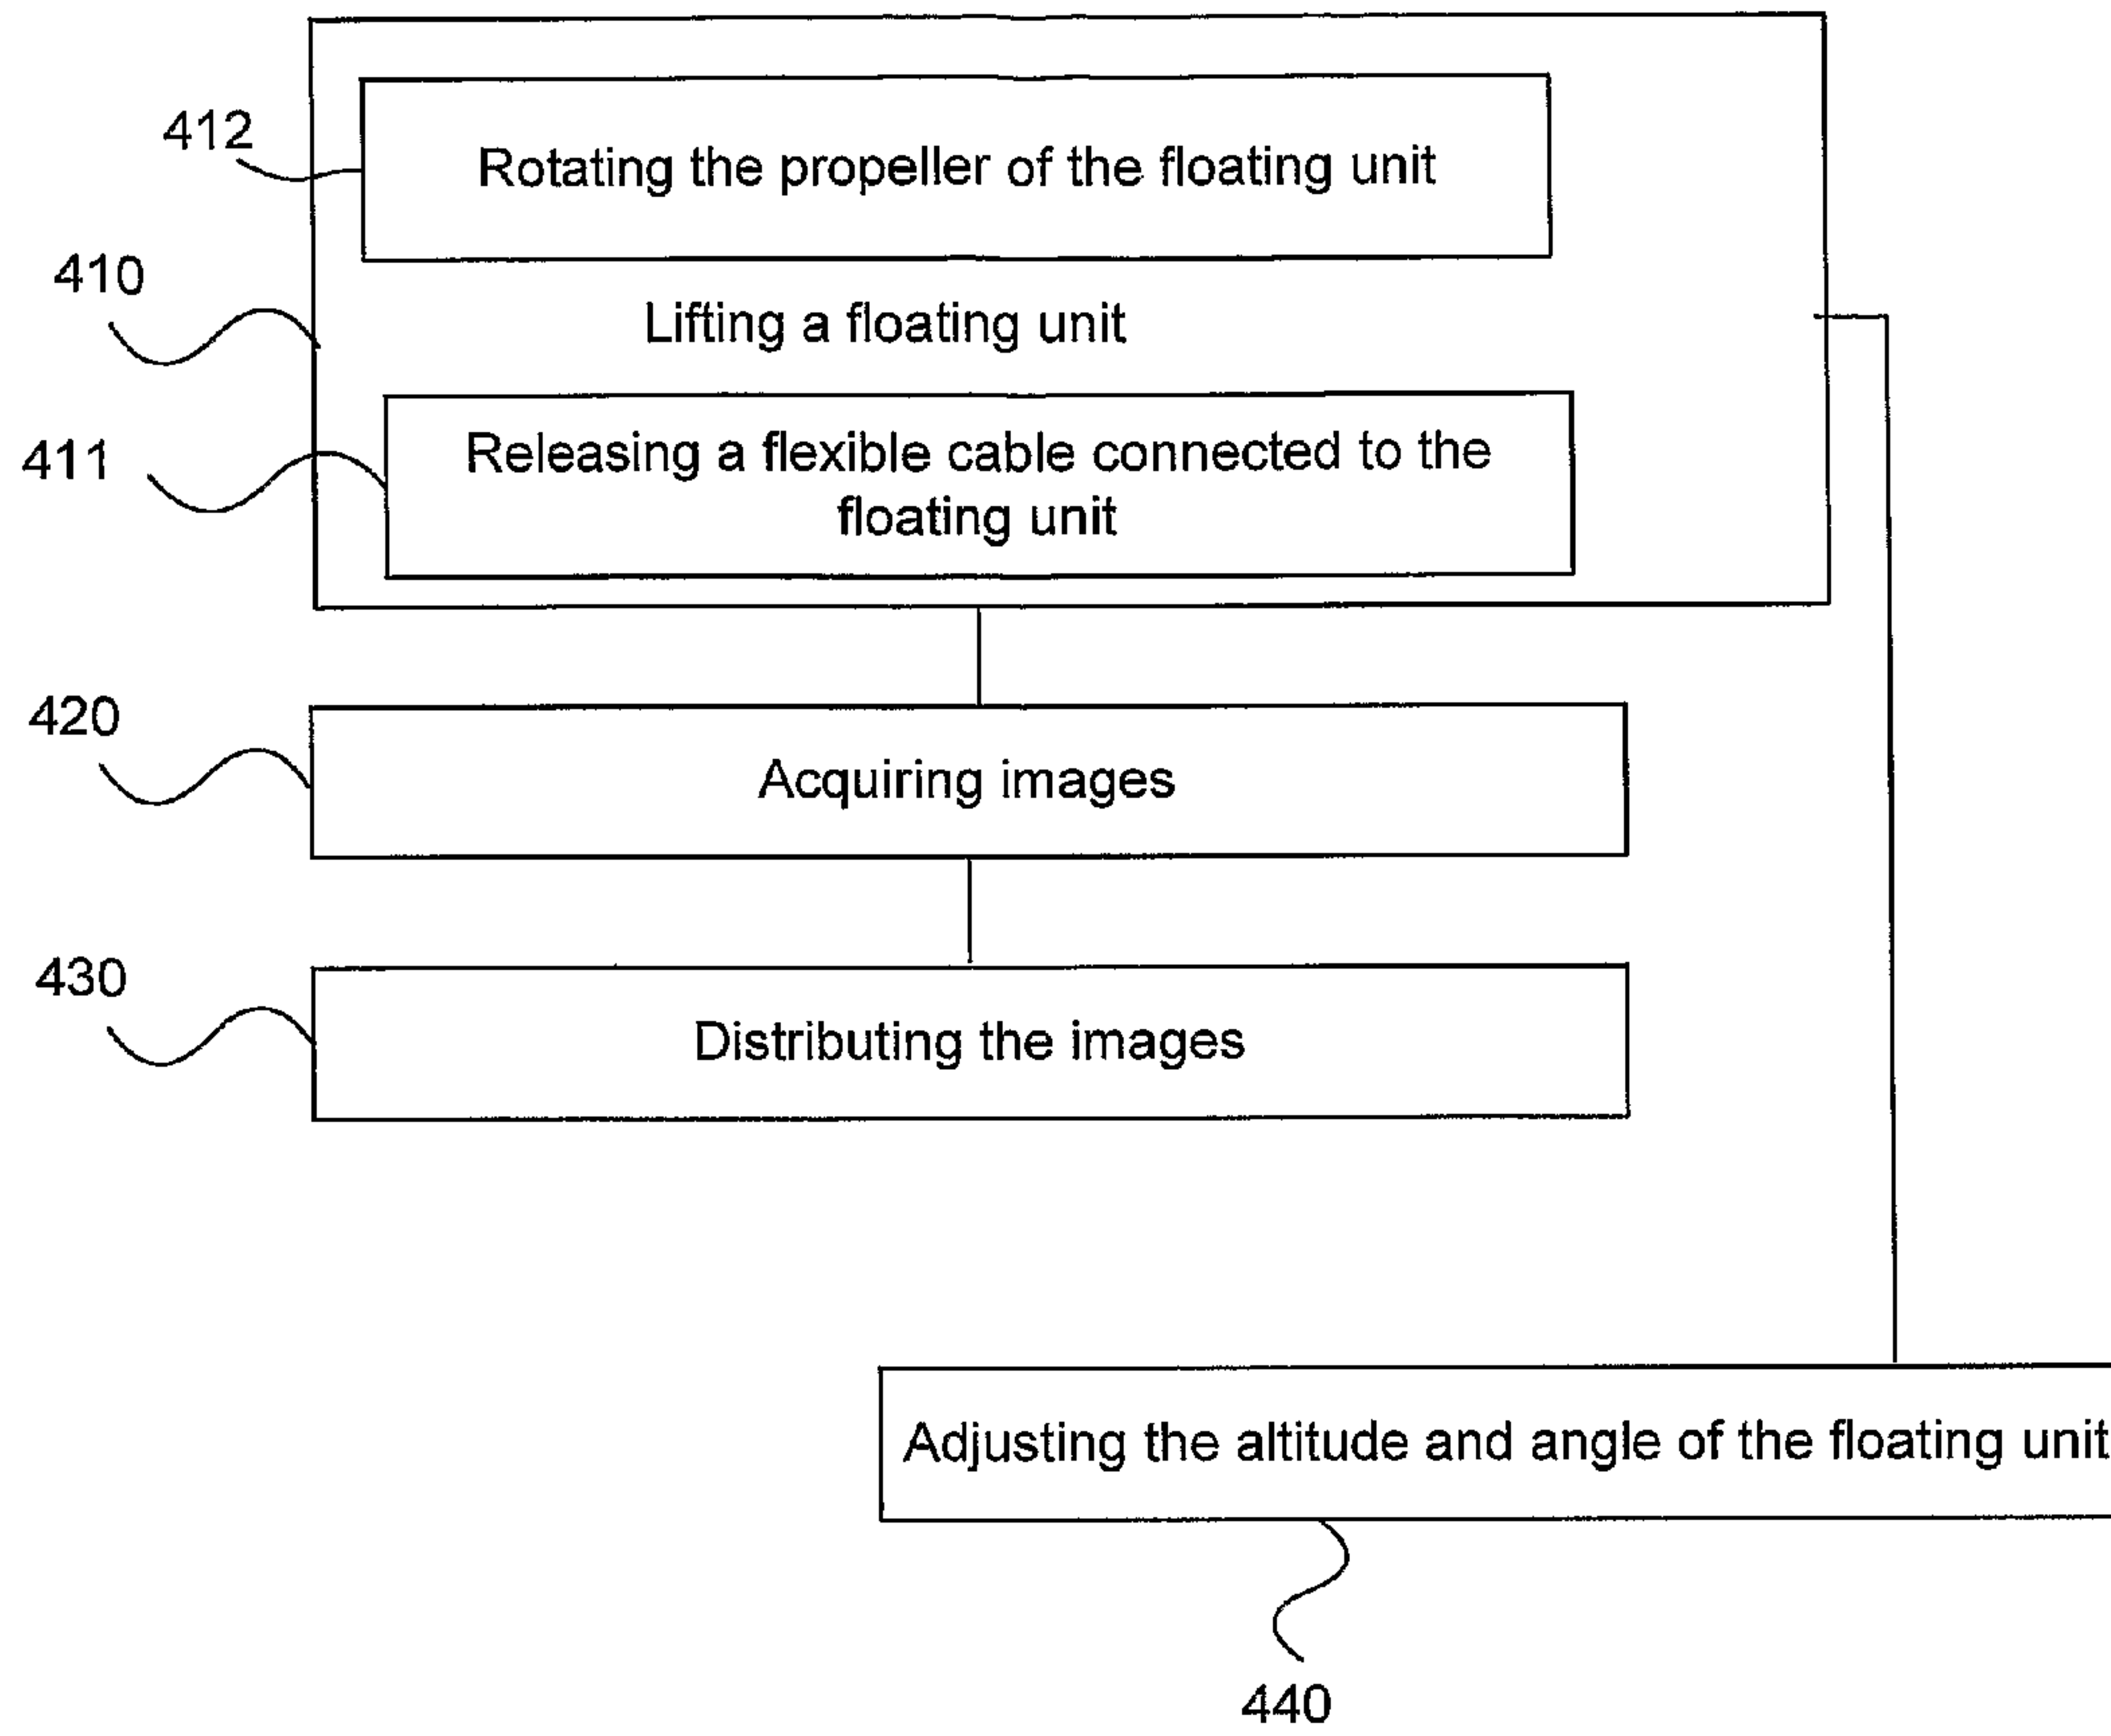 412
Rotating the propeller of the floating unit
410
Lifting a floating unit
411
Releasing a flexible cable connected to the
floating unit
420
Acquiring images
430
Distributing the images
Adjusting the altitude and angle of the floating unit
440